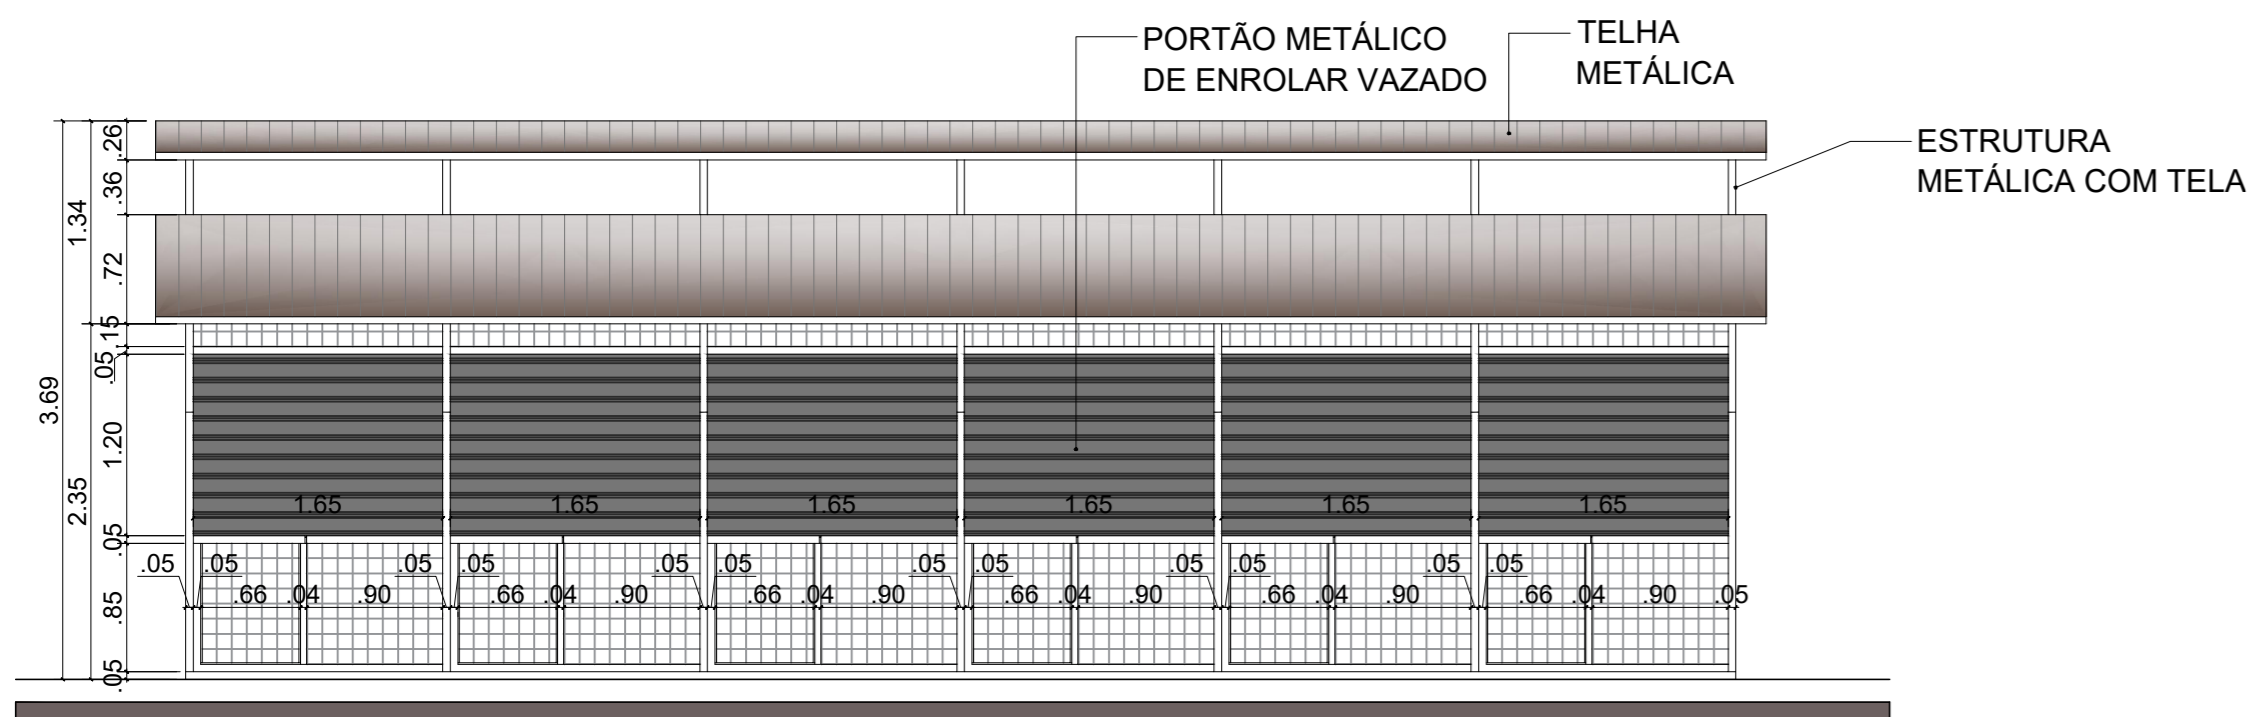 PORTÃO METÁLICO
DE ENROLAR VAZADO
TELHA
METÁLICA
ESTRUTURA
METÁLICA COM TELA
.26
.36
1.34
.72
.15
.05
3.69
1.20
2.35
.05
.85
.05
1.65 1.65 1.65 1.65 1.65 1.65
.05 .05 .05 .05 .05 .05 .05 .05 .05 .05 .05 .05
.66 .04 .90 .66 .04 .90 .66 .04 .90 .66 .04 .90 .66 .04 .90 .66 .04 .90 .05